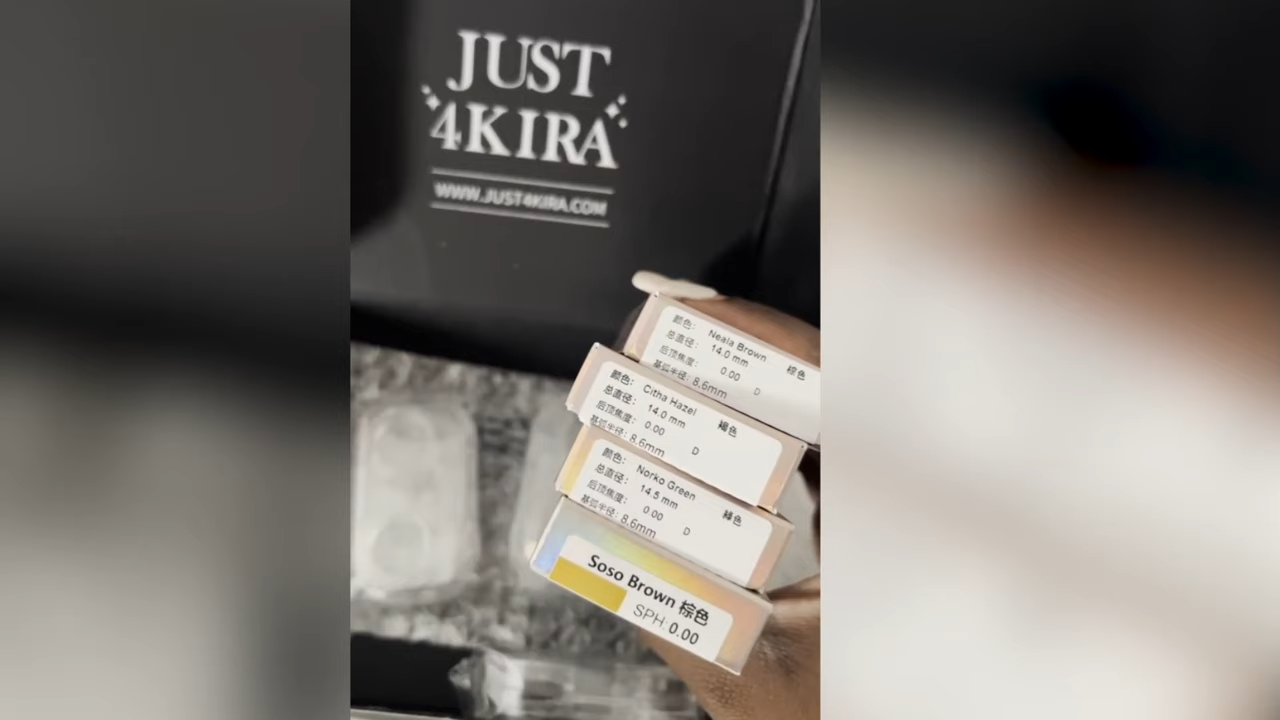 JUST
4KIRA
WWW.JUST4KIRA.COM
颜色: Neala Brown 棕色
总直径: 14.0 mm
后顶焦度: 0.00 D
基弧半径: 8.6mm
颜色: Citha Hazel 褐色
总直径: 14.0 mm
后顶焦度: 0.00 D
基弧半径: 8.6mm
颜色: Norko Green 綠色
总直径: 14.5 mm
后顶焦度: 0.00 D
基弧半径: 8.6mm
Soso Brown 棕色
SPH: 0.00